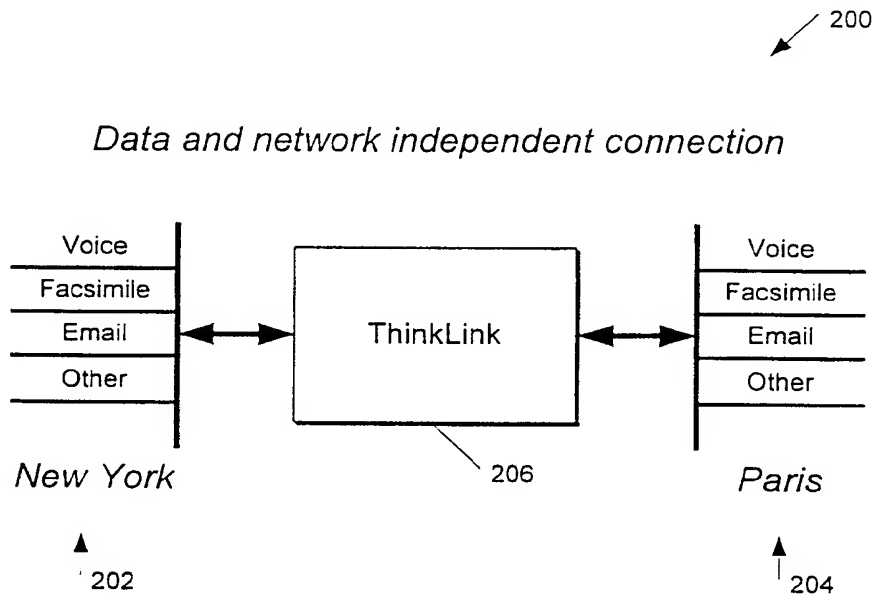 200
Data and network independent connection
Voice
Facsimile
Email
Other
ThinkLink
Voice
Facsimile
Email
Other
206
New York
Paris
202
204